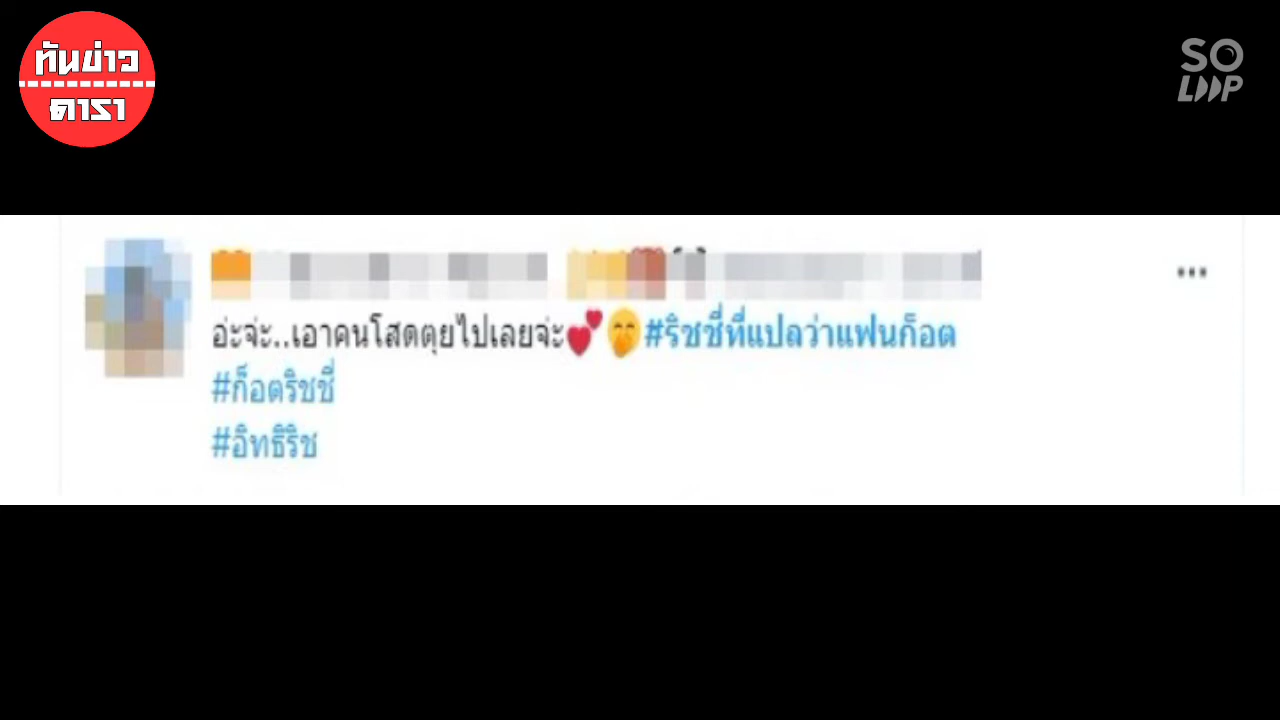 ทันข่าว
ดารา
SO
LOOP
อ่ะจ่ะ..เอาคนโสดตุยไปเลยจ่ะ💕🤭#ริชชี่ที่แปลว่าแฟนก็อต
#ก็อตริชชี่
#อิทธิริช